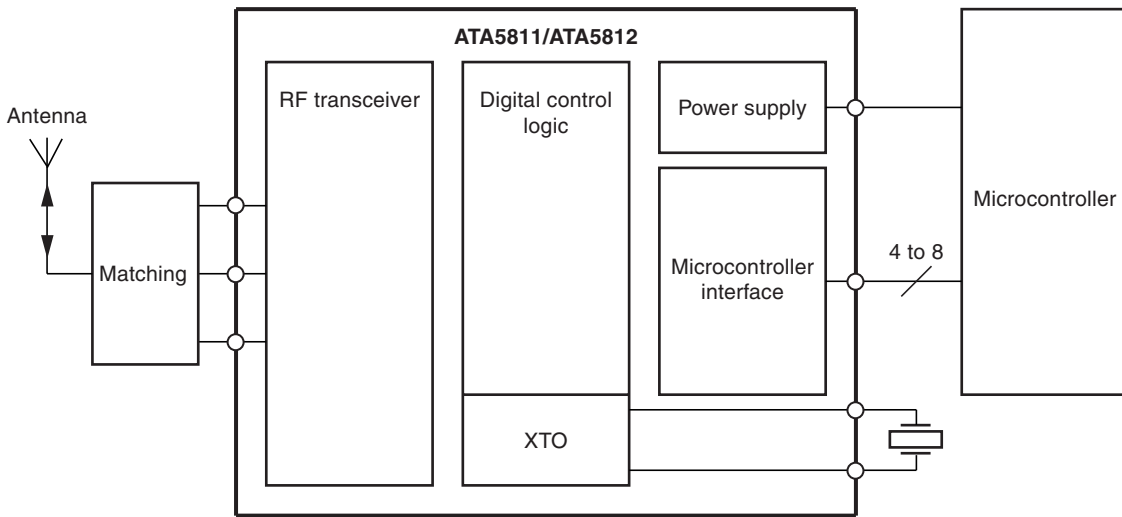 ATA5811/ATA5812
Antenna
Matching
RF transceiver
Digital control
logic
XTO
Power supply
Microcontroller
interface
4 to 8
Microcontroller